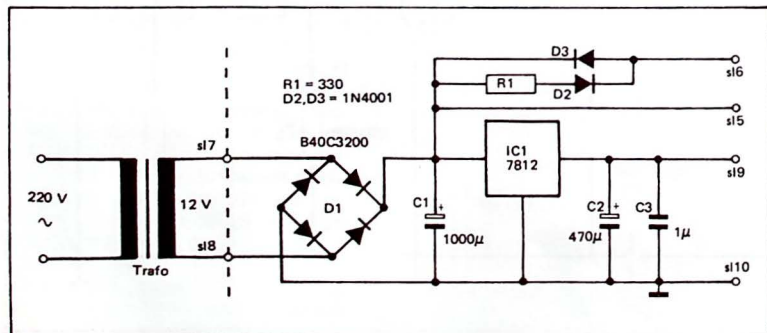 D3
sl6
R1 = 330
D2,D3 = 1N4001
R1
D2
sl5
B40C3200
sl7
IC1
7812
sl9
220 V
~
12 V
D1
C1
+
1000µ
C2
+
470µ
C3
1µ
sl8
Trafo
sl10